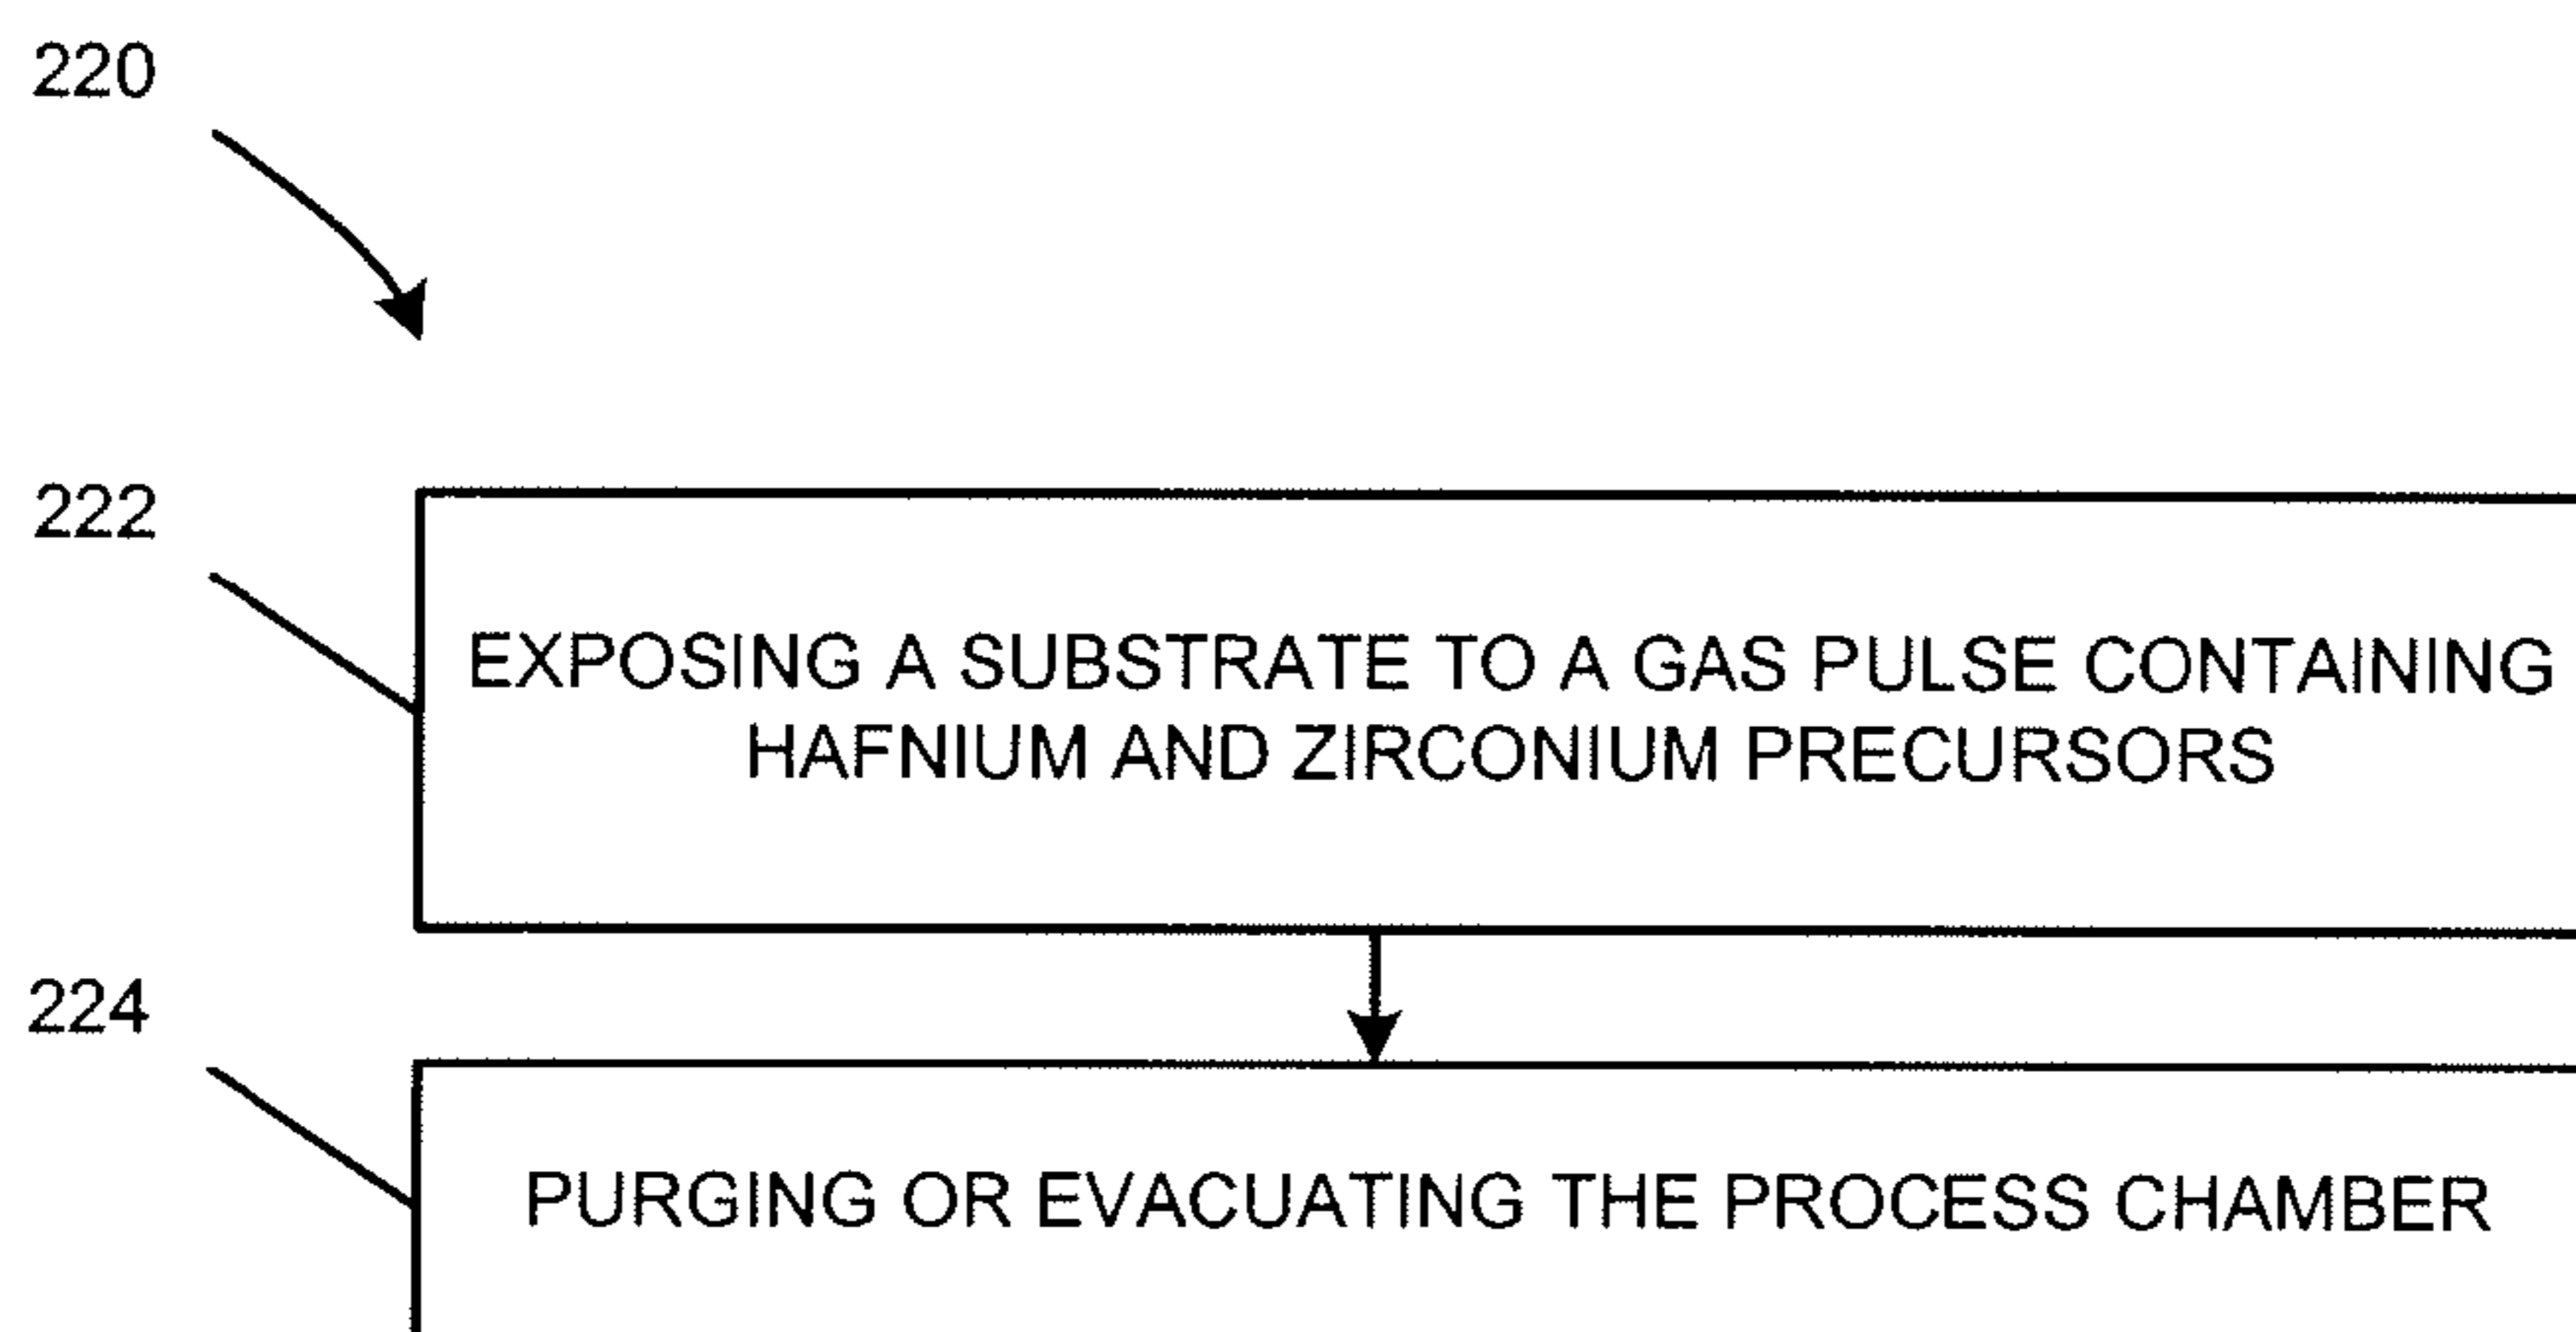 220
222
EXPOSING A SUBSTRATE TO A GAS PULSE CONTAINING
HAFNIUM AND ZIRCONIUM PRECURSORS
224
PURGING OR EVACUATING THE PROCESS CHAMBER